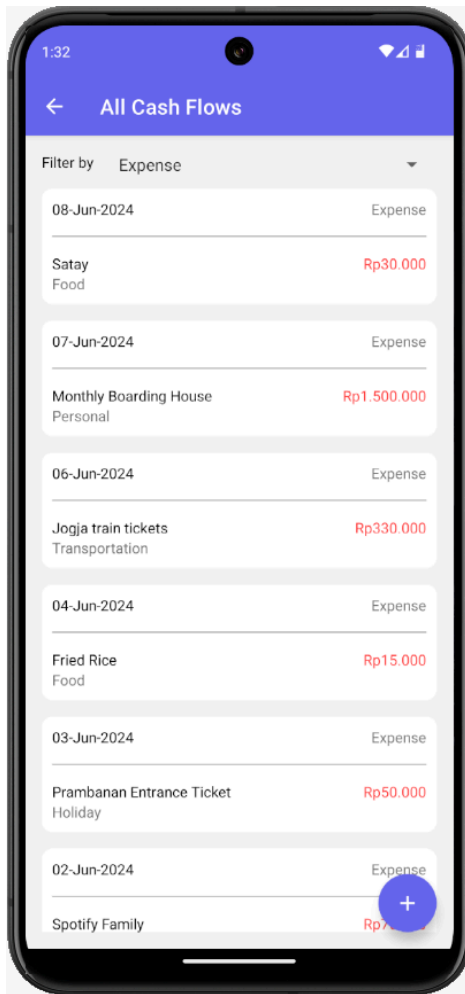 1:32
All Cash Flows
Filter by Expense
08-Jun-2024 Expense
Satay Rp30.000
Food
07-Jun-2024 Expense
Monthly Boarding House Rp1.500.000
Personal
06-Jun-2024 Expense
Jogja train tickets Rp330.000
Transportation
04-Jun-2024 Expense
Fried Rice Rp15.000
Food
03-Jun-2024 Expense
Prambanan Entrance Ticket Rp50.000
Holiday
02-Jun-2024 Expense
Spotify Family